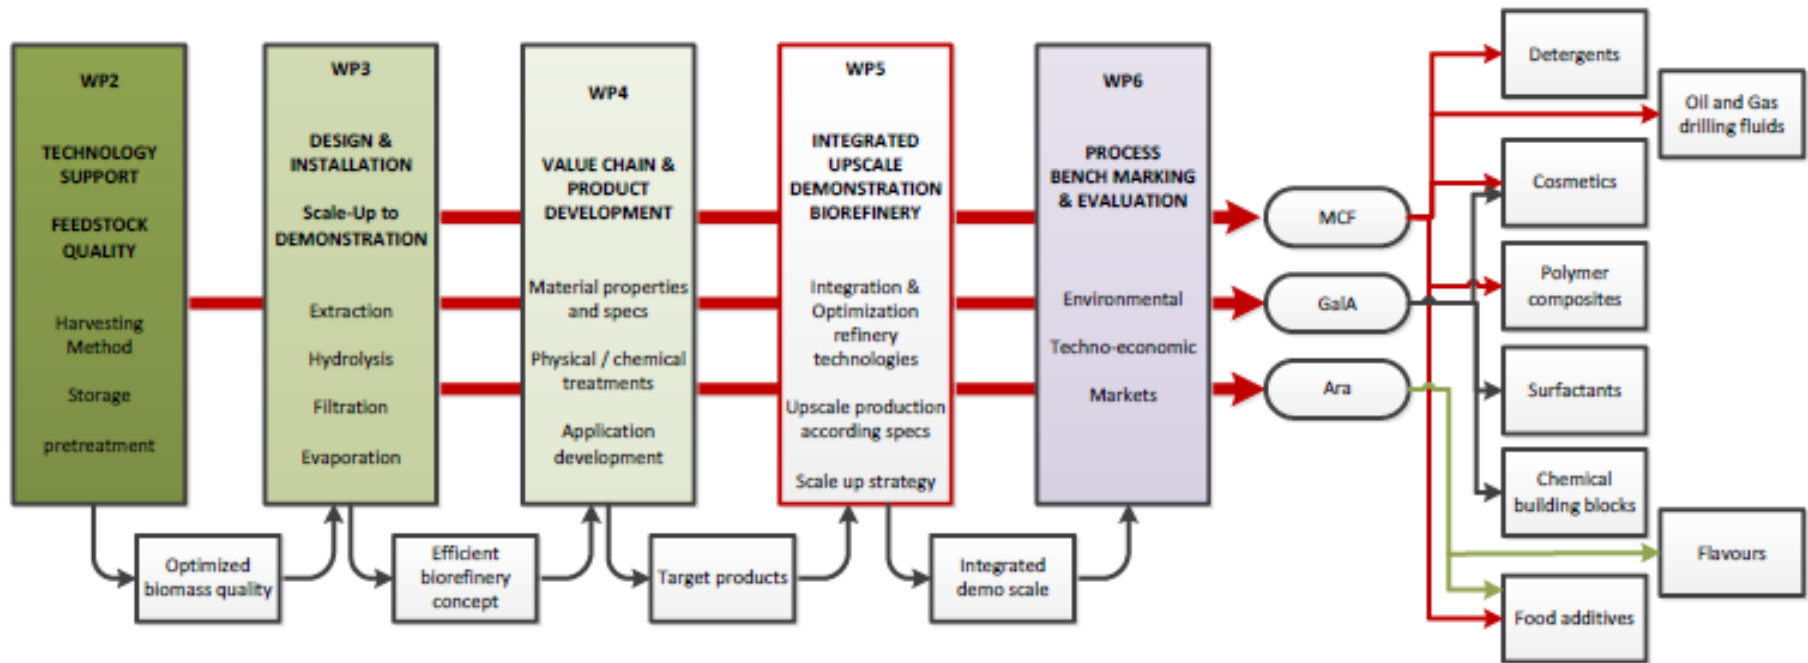 WP2
TECHNOLOGY
SUPPORT
FEEDSTOCK
QUALITY
Harvesting
Method
Storage
pretreatment
WP3
DESIGN &
INSTALLATION
Scale-Up to
DEMONSTRATION
Extraction
Hydrolysis
Filtration
Evaporation
WP4
VALUE CHAIN &
PRODUCT
DEVELOPMENT
Material properties
and specs
Physical / chemical
treatments
Application
development
WP5
INTEGRATED
UPSCALE
DEMONSTRATION
BIOREFINERY
Integration &
Optimization
refinery
technologies
Upscale production
according specs
Scale up strategy
WP6
PROCESS
BENCH MARKING
& EVALUATION
Environmental
Techno-economic
Markets
Optimized
biomass quality
Efficient
biorefinery
concept
Target products
Integrated
demo scale
MCF
GalA
Ara
Detergents
Oil and Gas
drilling fluids
Cosmetics
Polymer
composites
Surfactants
Chemical
building blocks
Flavours
Food additives